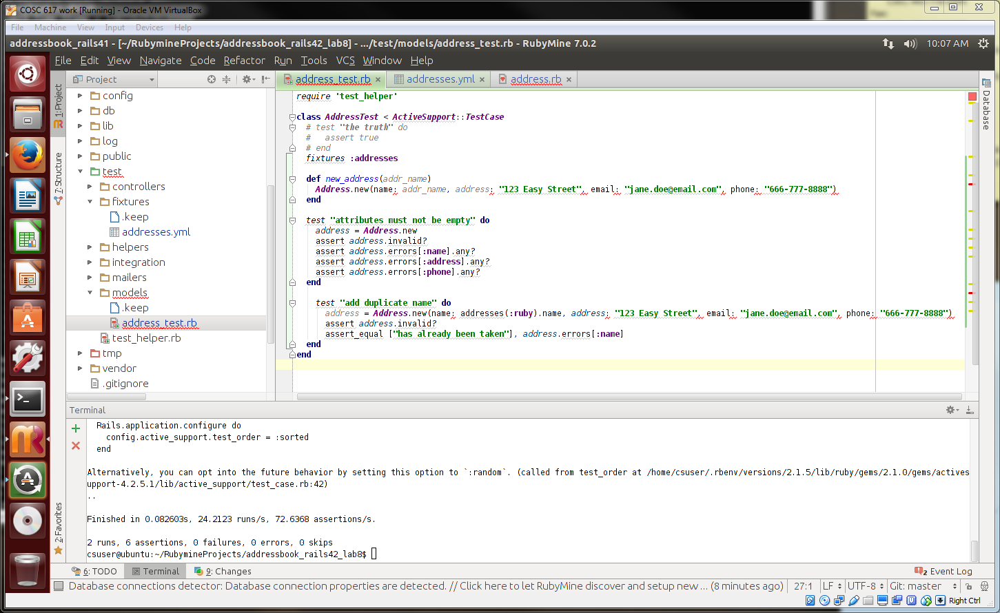 COSC 617 work [Running] - Oracle VM VirtualBox
File Machine View Input Devices Help
addressbook_rails41 - [~/RubymineProjects/addressbook_rails42_lab8] - .../test/models/address_test.rb - RubyMine 7.0.2
10:07 AM
File Edit View Navigate Code Refactor Run Tools VCS Window Help
Project
address_test.rb
addresses.yml
address.rb
1: Project
7: Structure
2: Favorites
Database
config
db
lib
log
public
test
controllers
fixtures
.keep
addresses.yml
helpers
integration
mailers
models
.keep
address_test.rb
test_helper.rb
tmp
vendor
.gitignore
require 'test_helper'
class AddressTest < ActiveSupport::TestCase
# test "the truth" do
#   assert true
# end
fixtures :addresses
def new_address(addr_name)
Address.new(name: addr_name, address: "123 Easy Street", email: "jane.doe@email.com", phone: "666-777-8888")
end
test "attributes must not be empty" do
address = Address.new
assert address.invalid?
assert address.errors[:name].any?
assert address.errors[:address].any?
assert address.errors[:phone].any?
end
test "add duplicate name" do
address = Address.new(name: addresses(:ruby).name, address: "123 Easy Street", email: "jane.doe@email.com", phone: "666-777-8888")
assert address.invalid?
assert_equal ["has already been taken"], address.errors[:name]
end
end
Terminal
Rails.application.configure do
config.active_support.test_order = :sorted
end
Alternatively, you can opt into the future behavior by setting this option to `:random`. (called from test_order at /home/csuser/.rbenv/versions/2.1.5/lib/ruby/gems/2.1.0/gems/actives
upport-4.2.5.1/lib/active_support/test_case.rb:42)
..
Finished in 0.082603s, 24.2123 runs/s, 72.6368 assertions/s.
2 runs, 6 assertions, 0 failures, 0 errors, 0 skips
csuser@ubuntu:~/RubymineProjects/addressbook_rails42_lab8$
6: TODO
Terminal
9: Changes
2 Event Log
Database connections detector: Database connection properties are detected. // Click here to let RubyMine discover and setup new ... (8 minutes ago)
27:1 LF UTF-8 Git: master
Right Ctrl